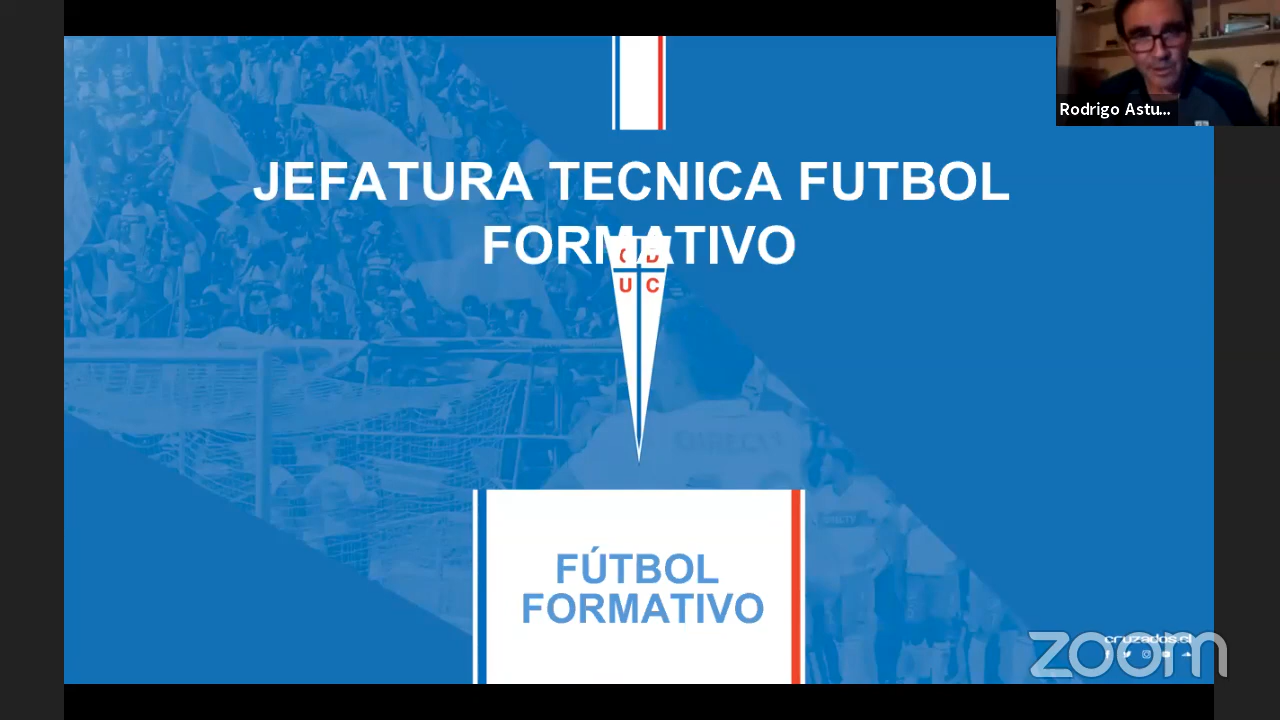 Rodrigo Astu...
JEFATURA TECNICA FUTBOL
FORMATIVO
C D
U C
FÚTBOL
FORMATIVO
cruzados.cl
zoom